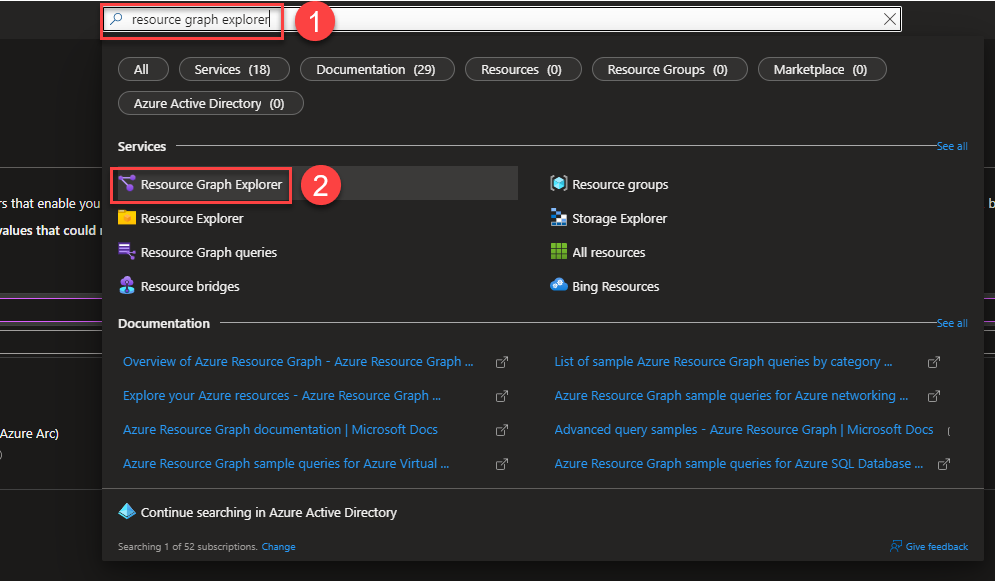 resource graph explorer
1
All
Services (18)
Documentation (29)
Resources (0)
Resource Groups (0)
Marketplace (0)
Azure Active Directory (0)
Services
See all
Resource Graph Explorer
2
Resource groups
rs that enable you
b
Resource Explorer
Storage Explorer
values that could
Resource Graph queries
All resources
Resource bridges
Bing Resources
Documentation
See all
Overview of Azure Resource Graph - Azure Resource Graph ...
List of sample Azure Resource Graph queries by category ...
Explore your Azure resources - Azure Resource Graph ...
Azure Resource Graph sample queries for Azure networking ...
Azure Resource Graph documentation | Microsoft Docs
Advanced query samples - Azure Resource Graph | Microsoft Docs
Azure Arc)
)
Azure Resource Graph sample queries for Azure Virtual ...
Azure Resource Graph sample queries for Azure SQL Database ...
Continue searching in Azure Active Directory
Searching 1 of 52 subscriptions. Change
Give feedback